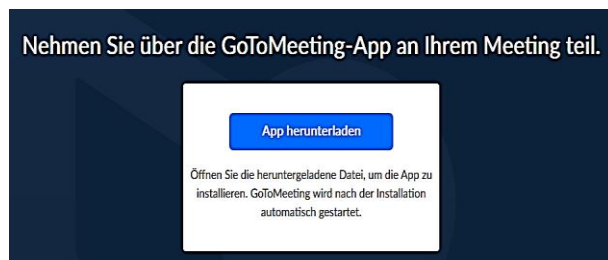 Nehmen Sie über die GoToMeeting-App an Ihrem Meeting teil.
App herunterladen
Öffnen Sie die heruntergeladene Datei, um die App zu
installieren. GoToMeeting wird nach der Installation
automatisch gestartet.